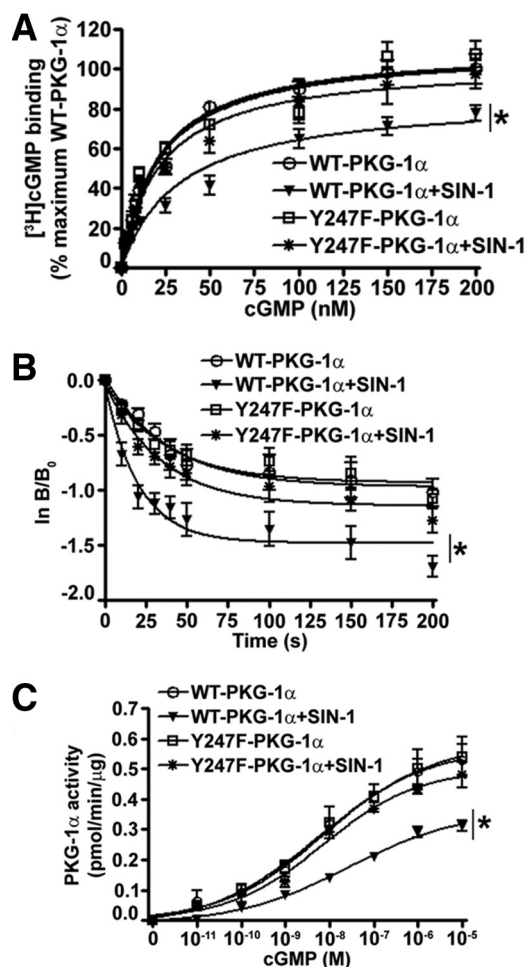 A
[³H]cGMP binding
(% maximum WT-PKG-1α)
120
100
80
60
40
20
0
WT-PKG-1α
WT-PKG-1α+SIN-1
Y247F-PKG-1α
Y247F-PKG-1α+SIN-1
*
0 25 50 75 100 125 150 175 200
cGMP (nM)
B
WT-PKG-1α
WT-PKG-1α+SIN-1
Y247F-PKG-1α
Y247F-PKG-1α+SIN-1
ln B/B₀
0.0
-0.5
-1.0
-1.5
-2.0
*
0 25 50 75 100 125 150 175 200
Time (s)
C
WT-PKG-1α
WT-PKG-1α+SIN-1
Y247F-PKG-1α
Y247F-PKG-1α+SIN-1
PKG-1α activity
(pmol/min/μg)
0.7
0.6
0.5
0.4
0.3
0.2
0.1
0.0
*
0 10⁻¹¹ 10⁻¹⁰ 10⁻⁹ 10⁻⁸ 10⁻⁷ 10⁻⁶ 10⁻⁵
cGMP (M)